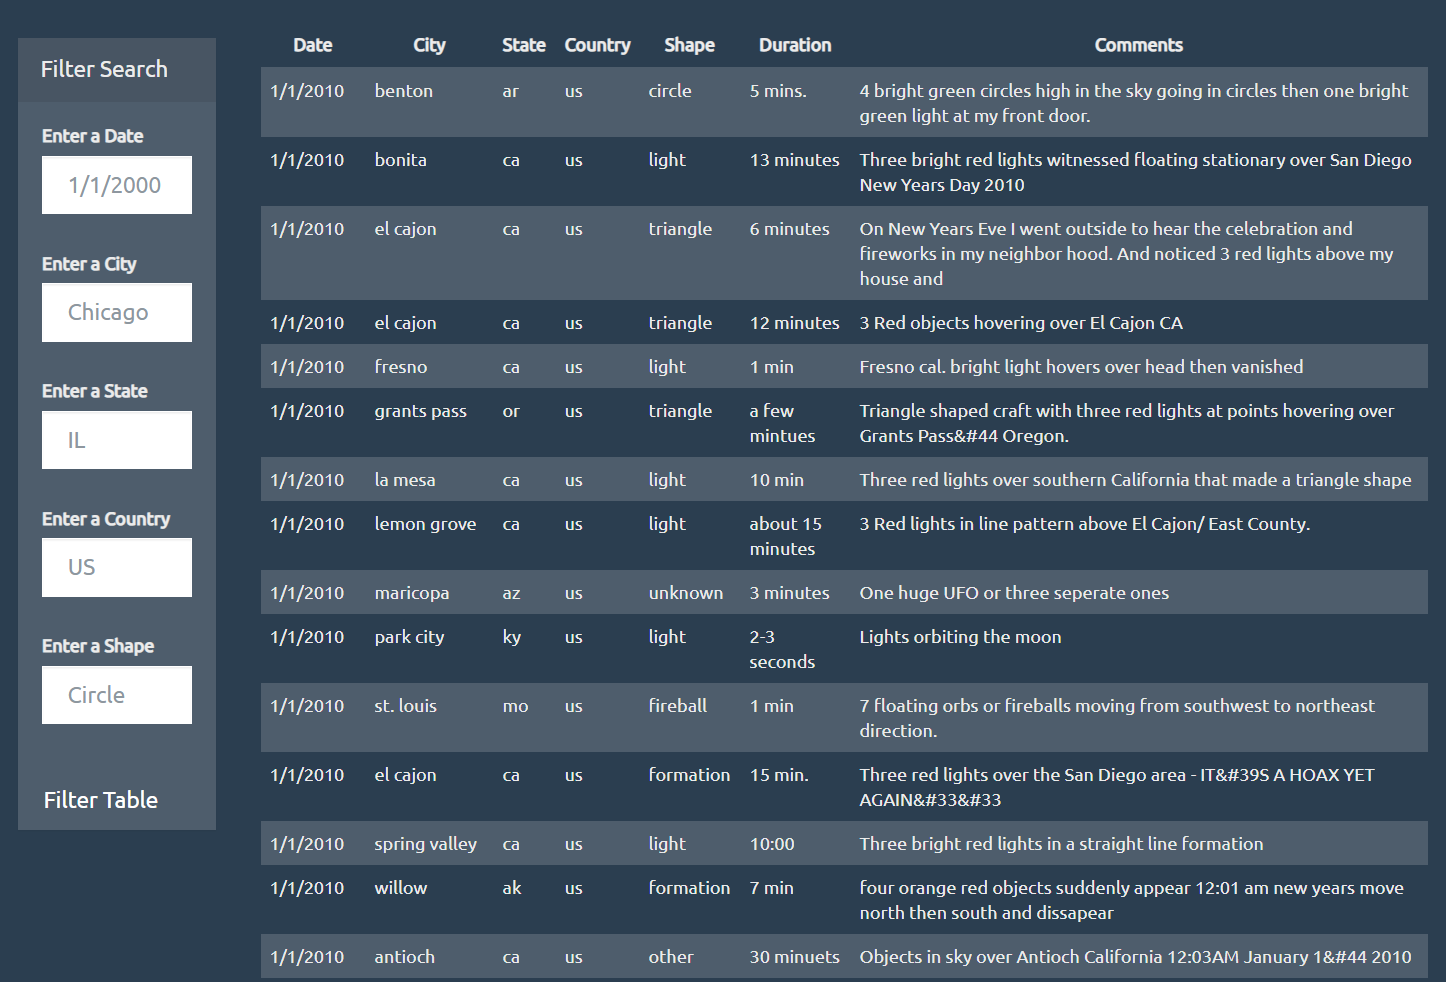 Filter Search
Enter a Date
1/1/2000
Enter a City
Chicago
Enter a State
IL
Enter a Country
US
Enter a Shape
Circle
Filter Table
Date City State Country Shape Duration Comments
1/1/2010 benton ar us circle 5 mins. 4 bright green circles high in the sky going in circles then one bright
green light at my front door.
1/1/2010 bonita ca us light 13 minutes Three bright red lights witnessed floating stationary over San Diego
New Years Day 2010
1/1/2010 el cajon ca us triangle 6 minutes On New Years Eve I went outside to hear the celebration and
fireworks in my neighbor hood. And noticed 3 red lights above my
house and
1/1/2010 el cajon ca us triangle 12 minutes 3 Red objects hovering over El Cajon CA
1/1/2010 fresno ca us light 1 min Fresno cal. bright light hovers over head then vanished
1/1/2010 grants pass or us triangle a few Triangle shaped craft with three red lights at points hovering over
mintues Grants Pass&#44 Oregon.
1/1/2010 la mesa ca us light 10 min Three red lights over southern California that made a triangle shape
1/1/2010 lemon grove ca us light about 15 3 Red lights in line pattern above El Cajon/ East County.
minutes
1/1/2010 maricopa az us unknown 3 minutes One huge UFO or three seperate ones
1/1/2010 park city ky us light 2-3 Lights orbiting the moon
seconds
1/1/2010 st. louis mo us fireball 1 min 7 floating orbs or fireballs moving from southwest to northeast
direction.
1/1/2010 el cajon ca us formation 15 min. Three red lights over the San Diego area - IT&#39S A HOAX YET
AGAIN&#33&#33
1/1/2010 spring valley ca us light 10:00 Three bright red lights in a straight line formation
1/1/2010 willow ak us formation 7 min four orange red objects suddenly appear 12:01 am new years move
north then south and dissapear
1/1/2010 antioch ca us other 30 minuets Objects in sky over Antioch California 12:03AM January 1&#44 2010